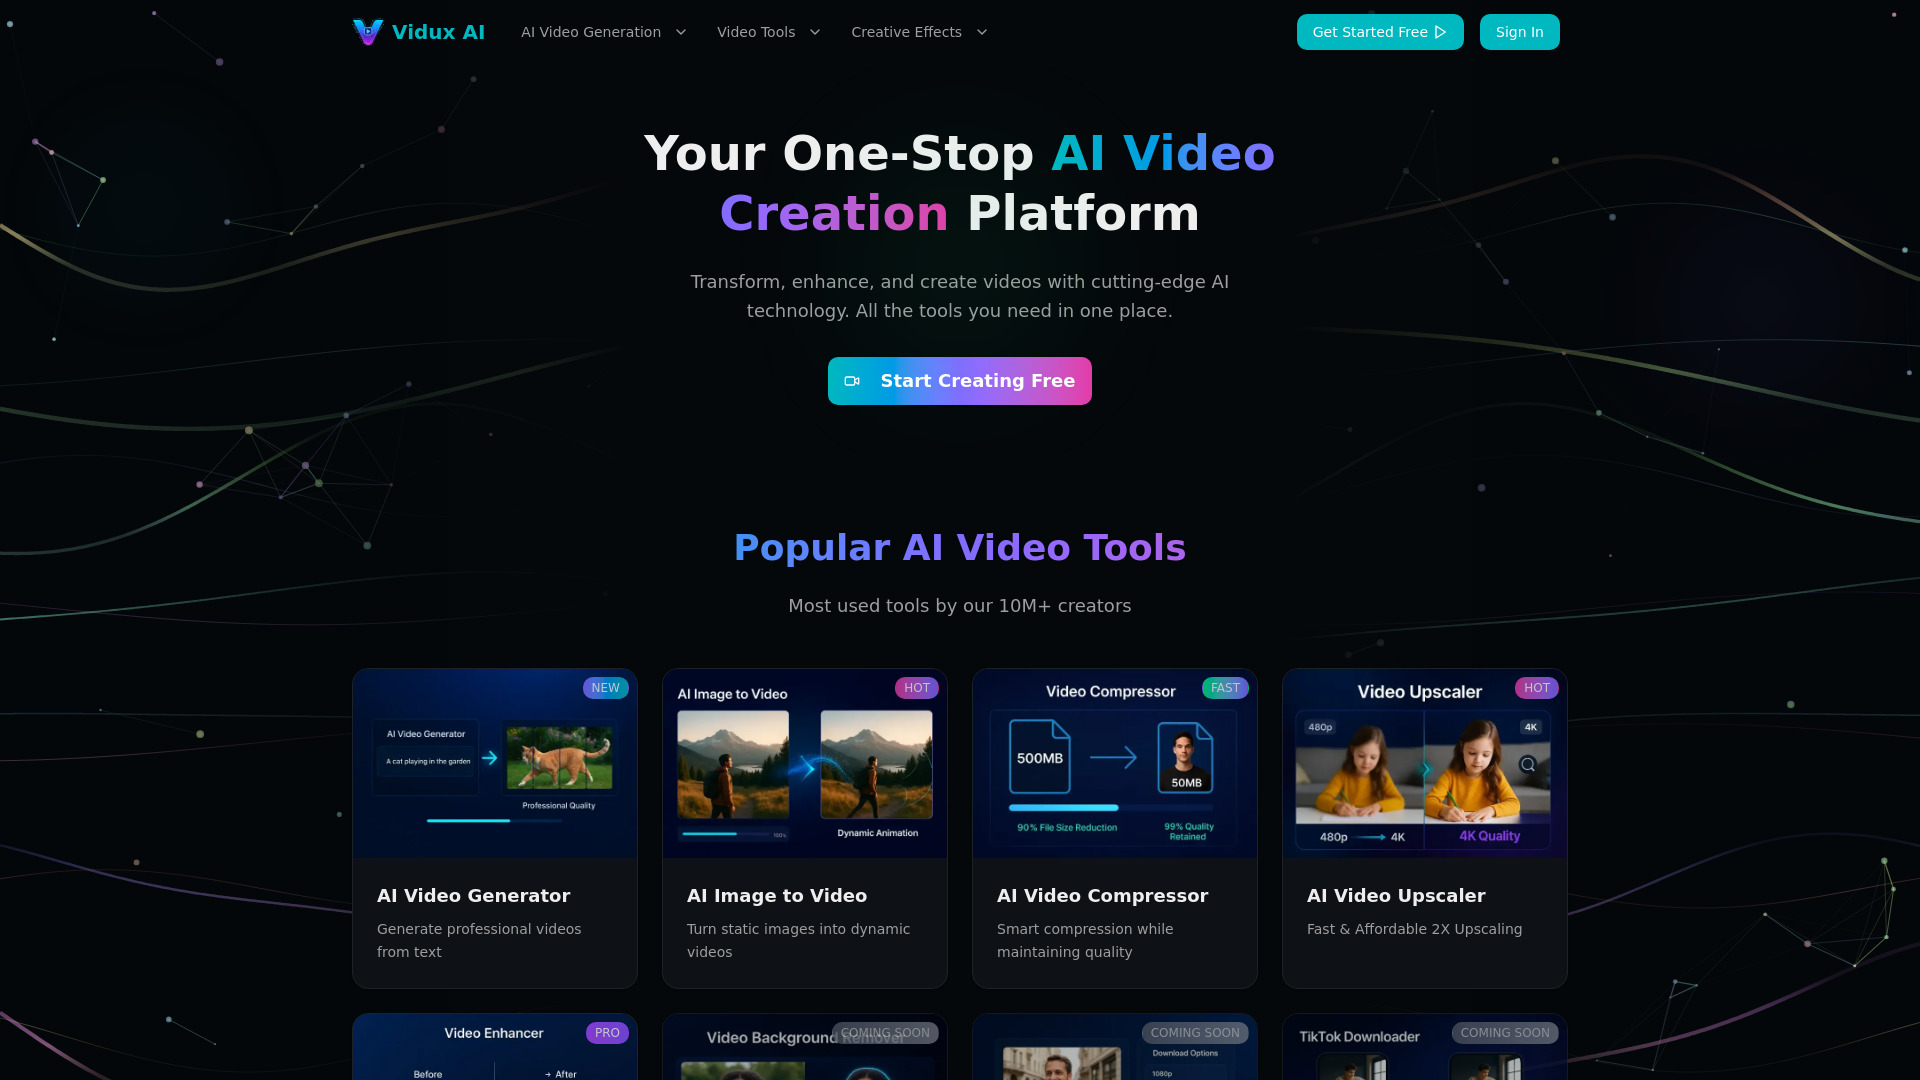 Vidux AI
AI Video Generation
Video Tools
Creative Effects
Get Started Free
Sign In
Your One-Stop AI Video
Creation Platform
Transform, enhance, and create videos with cutting-edge AI
technology. All the tools you need in one place.
Start Creating Free
Popular AI Video Tools
Most used tools by our 10M+ creators
NEW
AI Video Generator
A cat playing in the garden
Professional Quality
AI Video Generator
Generate professional videos
from text
HOT
AI Image to Video
100%
Dynamic Animation
AI Image to Video
Turn static images into dynamic
videos
FAST
Video Compressor
500MB
50MB
90% File Size Reduction
99% Quality
Retained
AI Video Compressor
Smart compression while
maintaining quality
HOT
Video Upscaler
480p
4K
480p
4K
4K Quality
AI Video Upscaler
Fast & Affordable 2X Upscaling
Video Enhancer
PRO
Before
After
Video Background Remover
COMING SOON
COMING SOON
Download Options
1080p
TikTok Downloader
COMING SOON